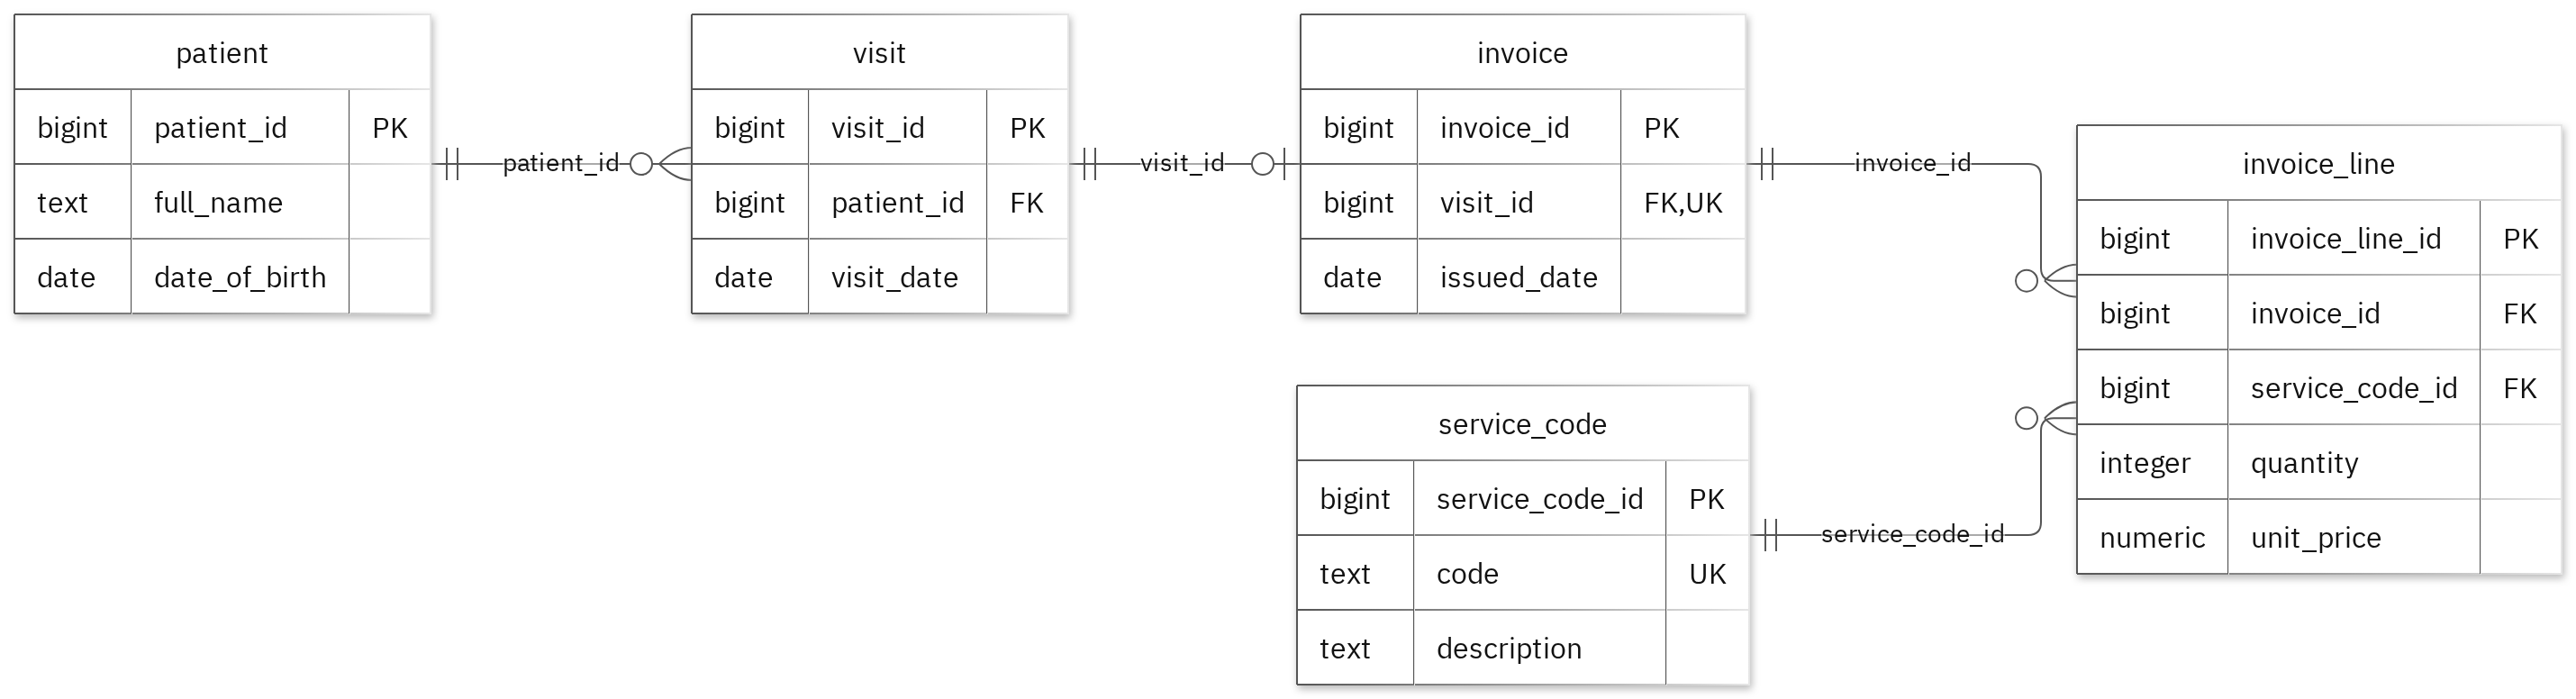 patient
bigint patient_id PK
text full_name
date date_of_birth
patient_id
visit
bigint visit_id PK
bigint patient_id FK
date visit_date
visit_id
invoice
bigint invoice_id PK
bigint visit_id FK,UK
date issued_date
invoice_id
invoice_line
bigint invoice_line_id PK
bigint invoice_id FK
bigint service_code_id FK
integer quantity
numeric unit_price
service_code
bigint service_code_id PK
text code UK
text description
service_code_id